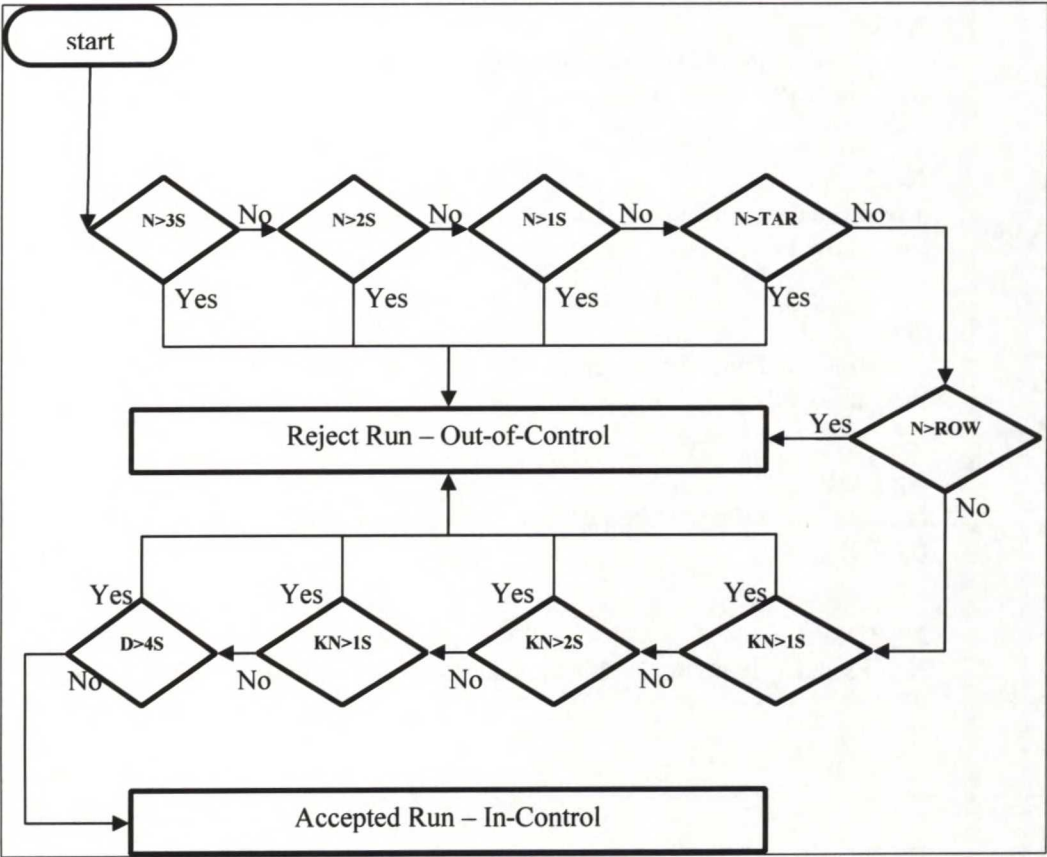 start
N>3S
No
N>2S
No
N>1S
No
N>TAR
No
Yes
Yes
Yes
Yes
Reject Run – Out-of-Control
Yes
N>ROW
No
Yes
Yes
Yes
Yes
D>4S
KN>1S
KN>2S
KN>1S
No
No
No
No
Accepted Run – In-Control